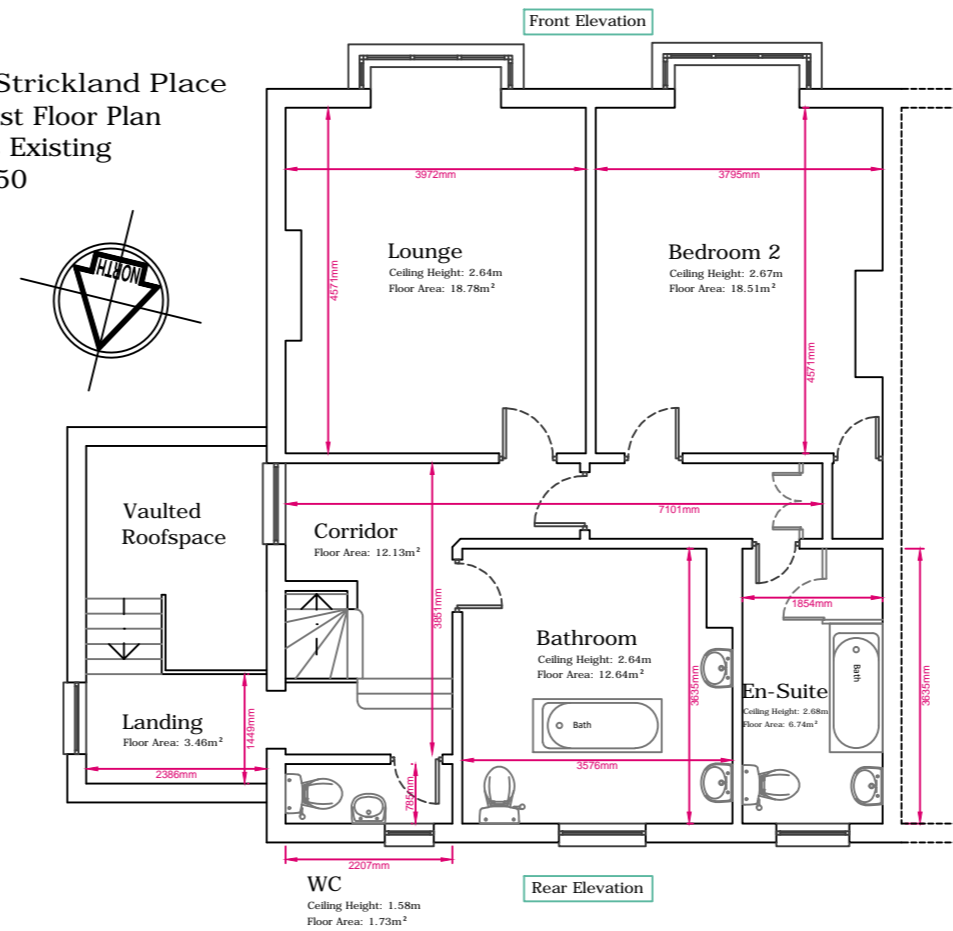 Front Elevation
Strickland Place
st Floor Plan
Existing
50
NORTH
3972mm
3795mm
Lounge
Ceiling Height: 2.64m
Floor Area: 18.78m²
4571mm
Bedroom 2
Ceiling Height: 2.67m
Floor Area: 18.51m²
4571mm
Vaulted
Roofspace
7101mm
Corridor
Floor Area: 12.13m²
3851mm
1854mm
Bathroom
Ceiling Height: 2.64m
Floor Area: 12.64m²
3635mm
En-Suite
Ceiling Height: 2.68m
Floor Area: 6.74m²
Bath
3635mm
Landing
Floor Area: 3.46m²
1449mm
2386mm
Bath
3576mm
785mm
2207mm
WC
Ceiling Height: 1.58m
Floor Area: 1.73m²
Rear Elevation